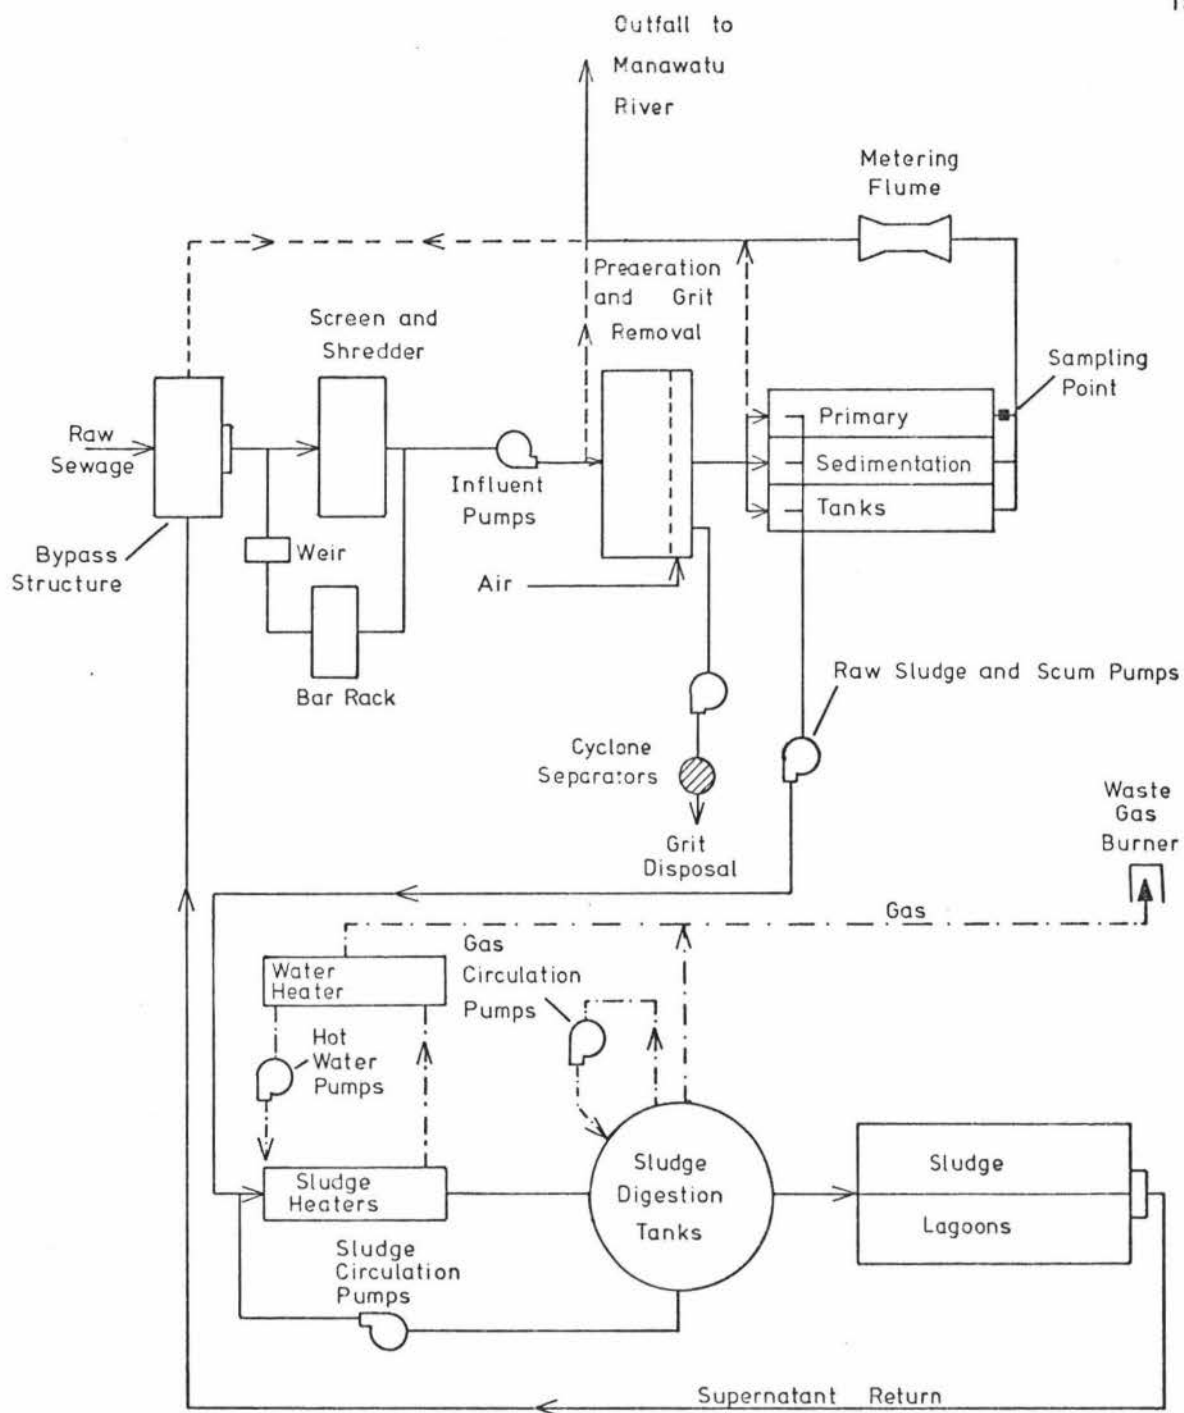 Outfall to
Manawatu
River
Metering
Flume
Preaeration
and Grit
Removal
Screen and
Shredder
Sampling
Point
Raw
Sewage
Primary
Sedimentation
Tanks
Influent
Pumps
Bypass
Structure
Weir
Air
Bar Rack
Raw Sludge and Scum Pumps
Cyclone
Separators
Grit
Disposal
Waste
Gas
Burner
Gas
Gas
Circulation
Pumps
Water
Heater
Hot
Water
Pumps
Sludge
Heaters
Sludge
Digestion
Tanks
Sludge
Lagoons
Sludge
Circulation
Pumps
Supernatant Return